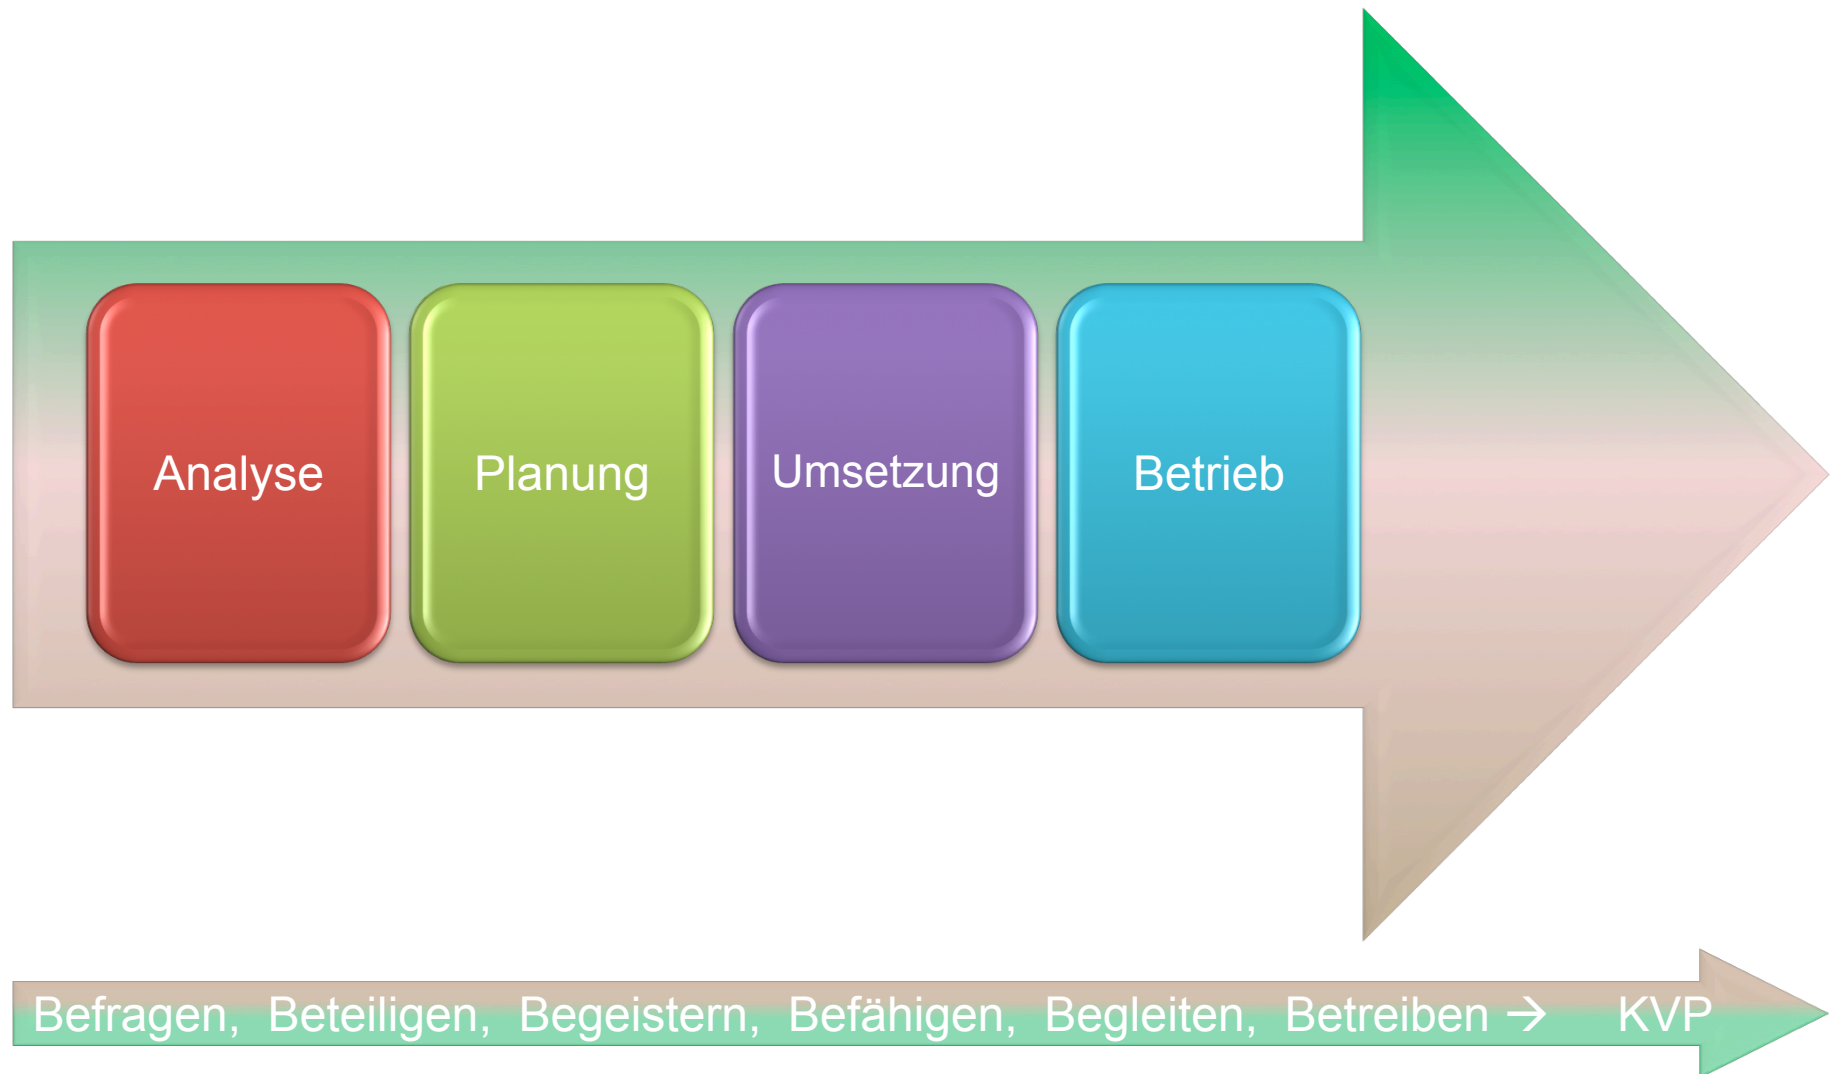 Analyse
Planung
Umsetzung
Betrieb
Befragen, Beteiligen, Begeistern, Befähigen, Begleiten, Betreiben → KVP